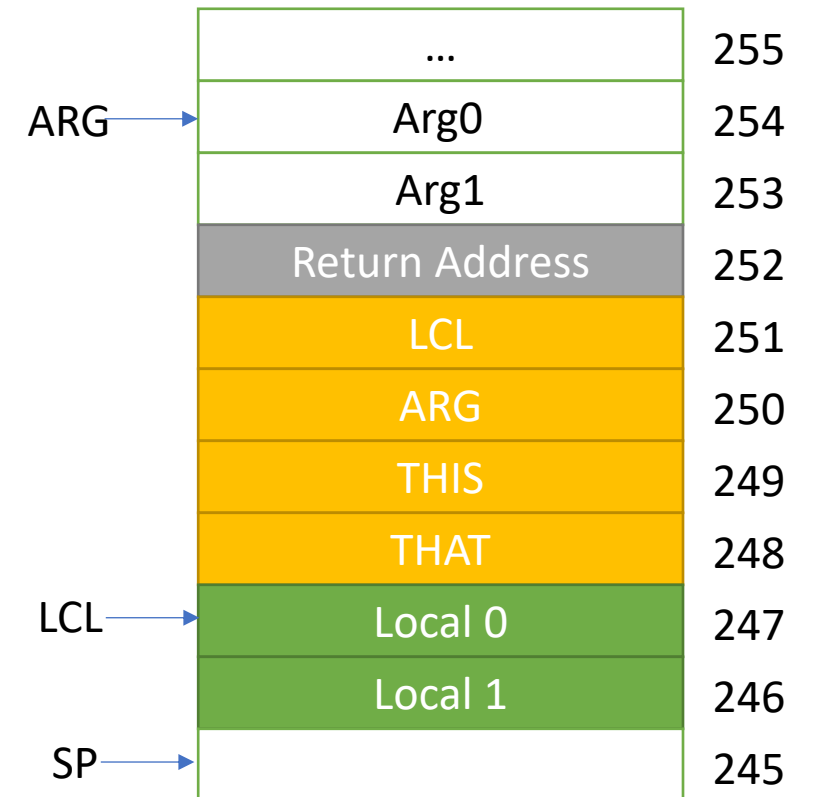 ... 255
ARG Arg0 254
Arg1 253
Return Address 252
LCL 251
ARG 250
THIS 249
THAT 248
LCL Local 0 247
Local 1 246
SP 245